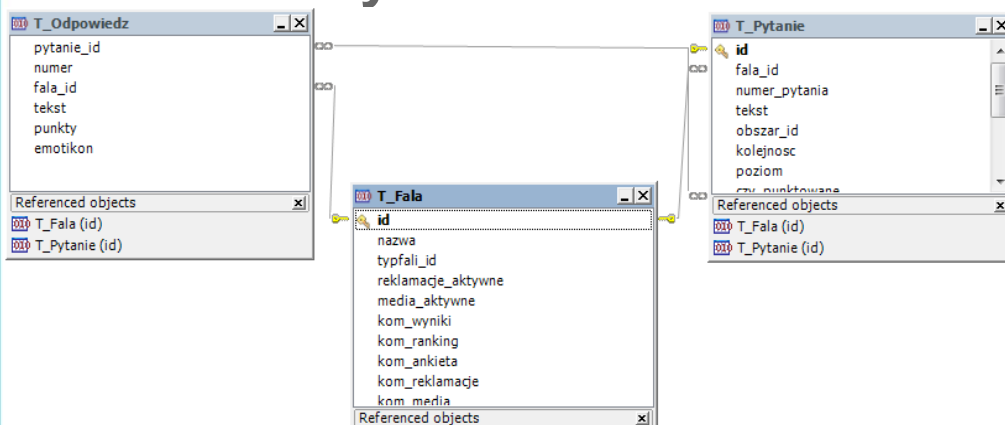 T_Odpowiedz
pytanie_id
numer
fala_id
tekst
punkty
emotikon
Referenced objects
T_Fala (id)
T_Pytanie (id)
T_Fala
id
nazwa
typfali_id
reklamacje_aktywne
media_aktywne
kom_wyniki
kom_ranking
kom_ankieta
kom_reklamacje
kom_media
Referenced objects
T_Pytanie
id
fala_id
numer_pytania
tekst
obszar_id
kolejnosc
poziom
czy_punktowane
Referenced objects
T_Fala (id)
T_Pytanie (id)